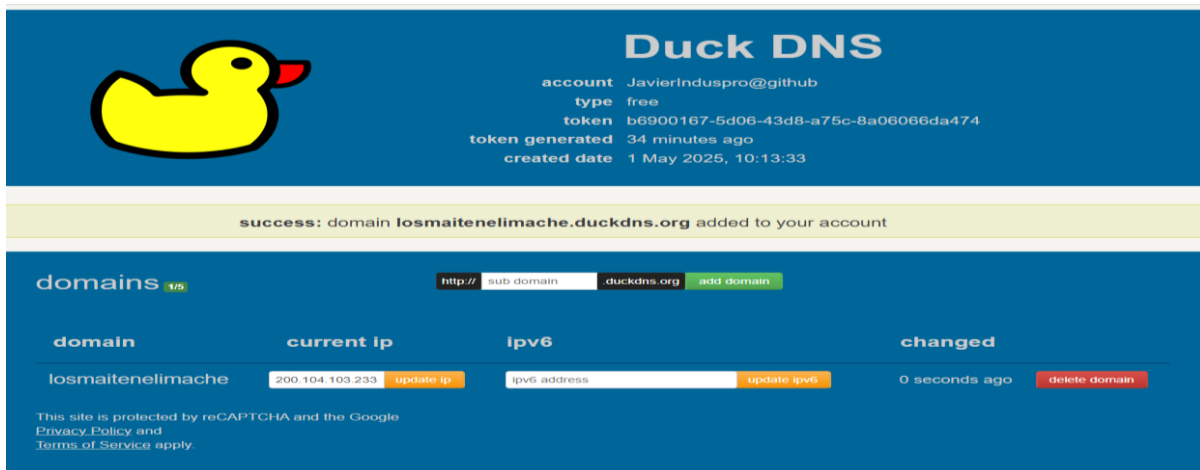 Duck DNS
account JavierInduspro@github
type free
token b6900167-5d06-43d8-a75c-8a06066da474
token generated 34 minutes ago
created date 1 May 2025, 10:13:33
success: domain losmaitenelimache.duckdns.org added to your account
domains 1/5 http:// sub domain .duckdns.org add domain
domain current ip ipv6 changed
losmaitenelimache 200.104.103.233 update ip ipv6 address update ipv6 0 seconds ago delete domain
This site is protected by reCAPTCHA and the Google
Privacy Policy and
Terms of Service apply.